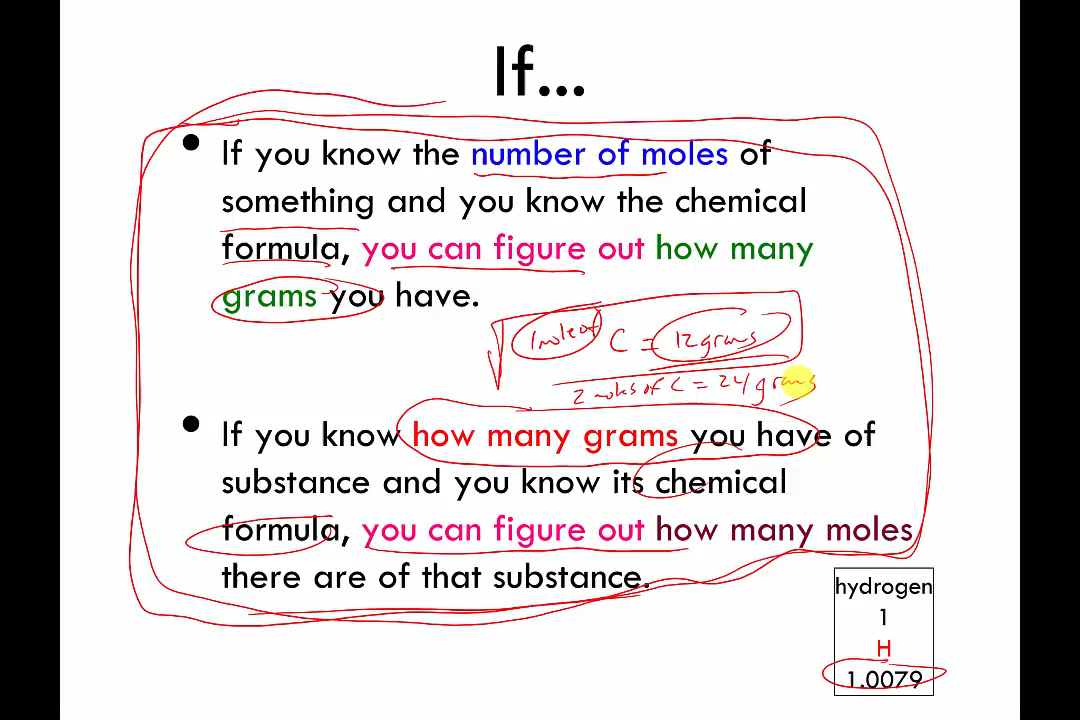 If...
• If you know the number of moles of
something and you know the chemical
formula, you can figure out how many
grams you have.
1 mole of C = 12 grams
2 moles of C = 24 grams
• If you know how many grams you have of
substance and you know its chemical
formula, you can figure out how many moles
there are of that substance.
hydrogen
1
H
1.0079